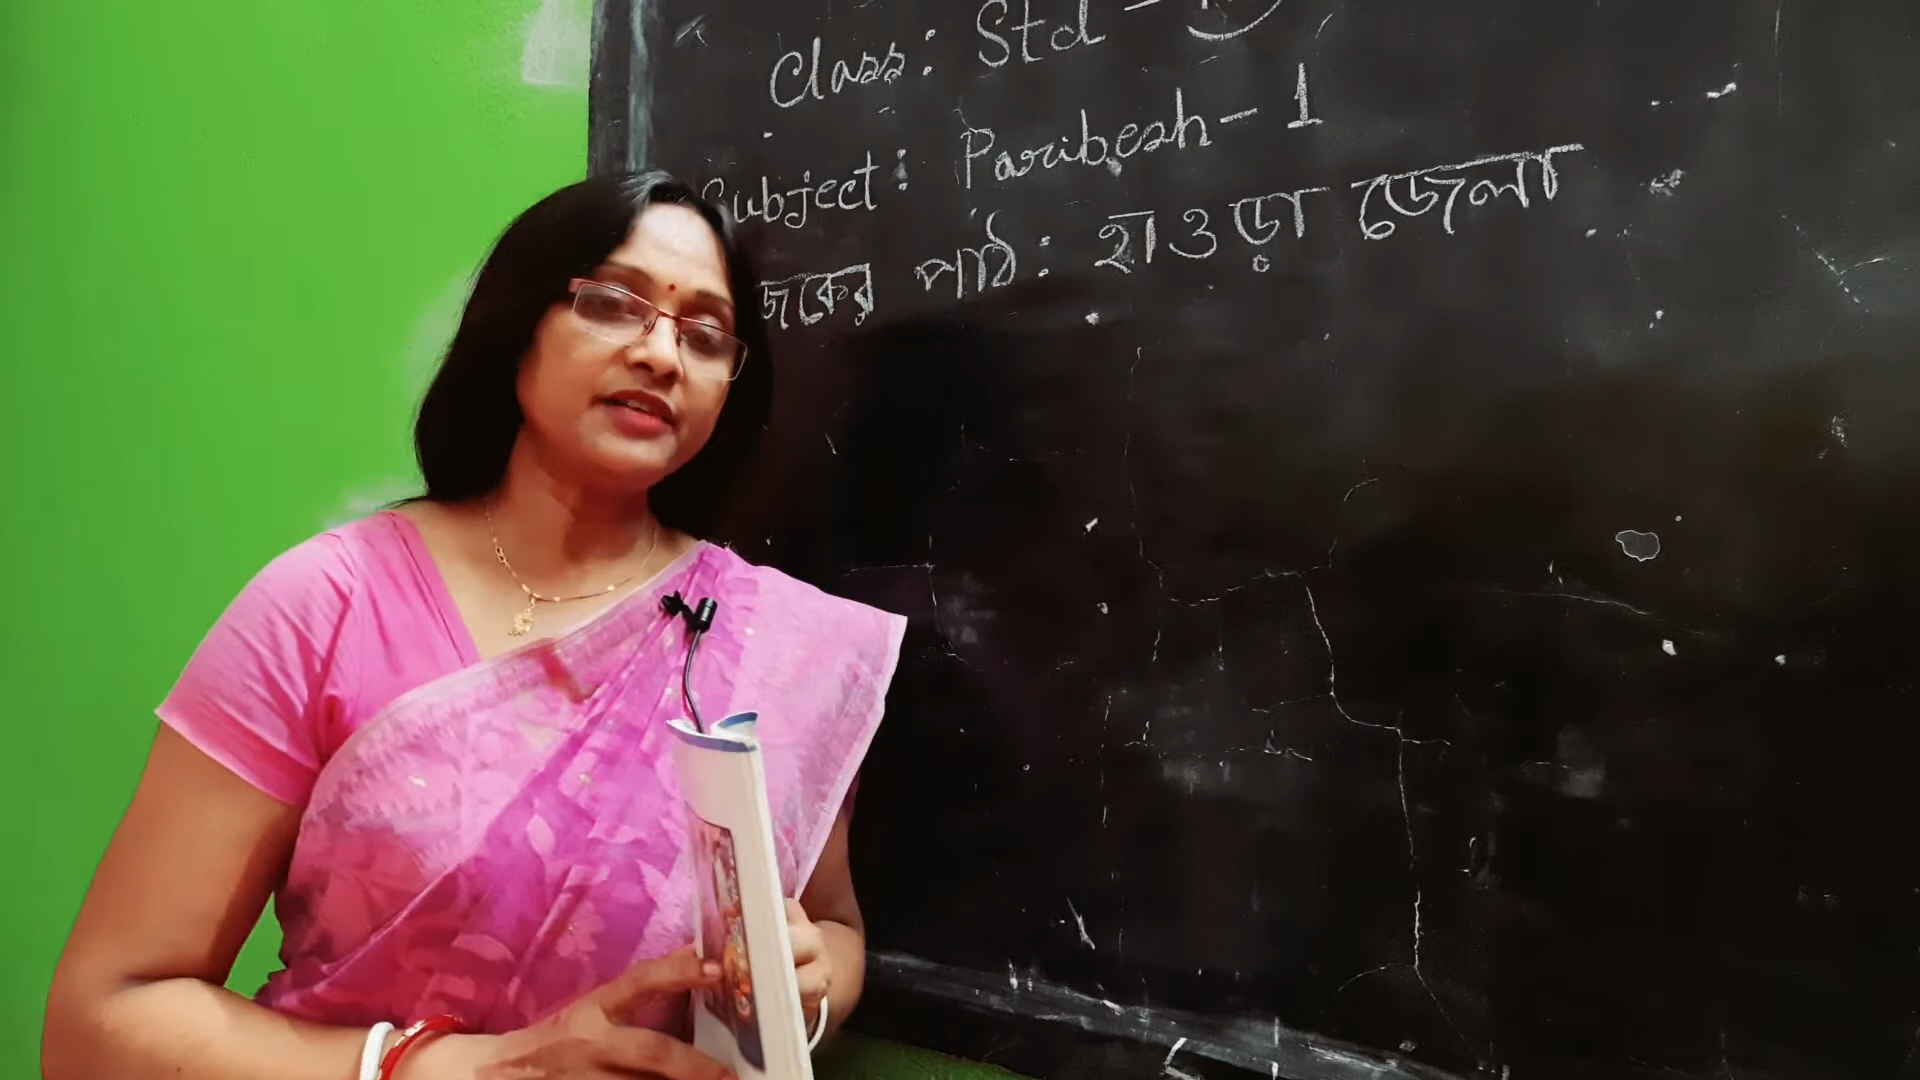 Class: Std -
Subject: Paribesh - 1
জকের পাঠ: হাওড়া জেলা